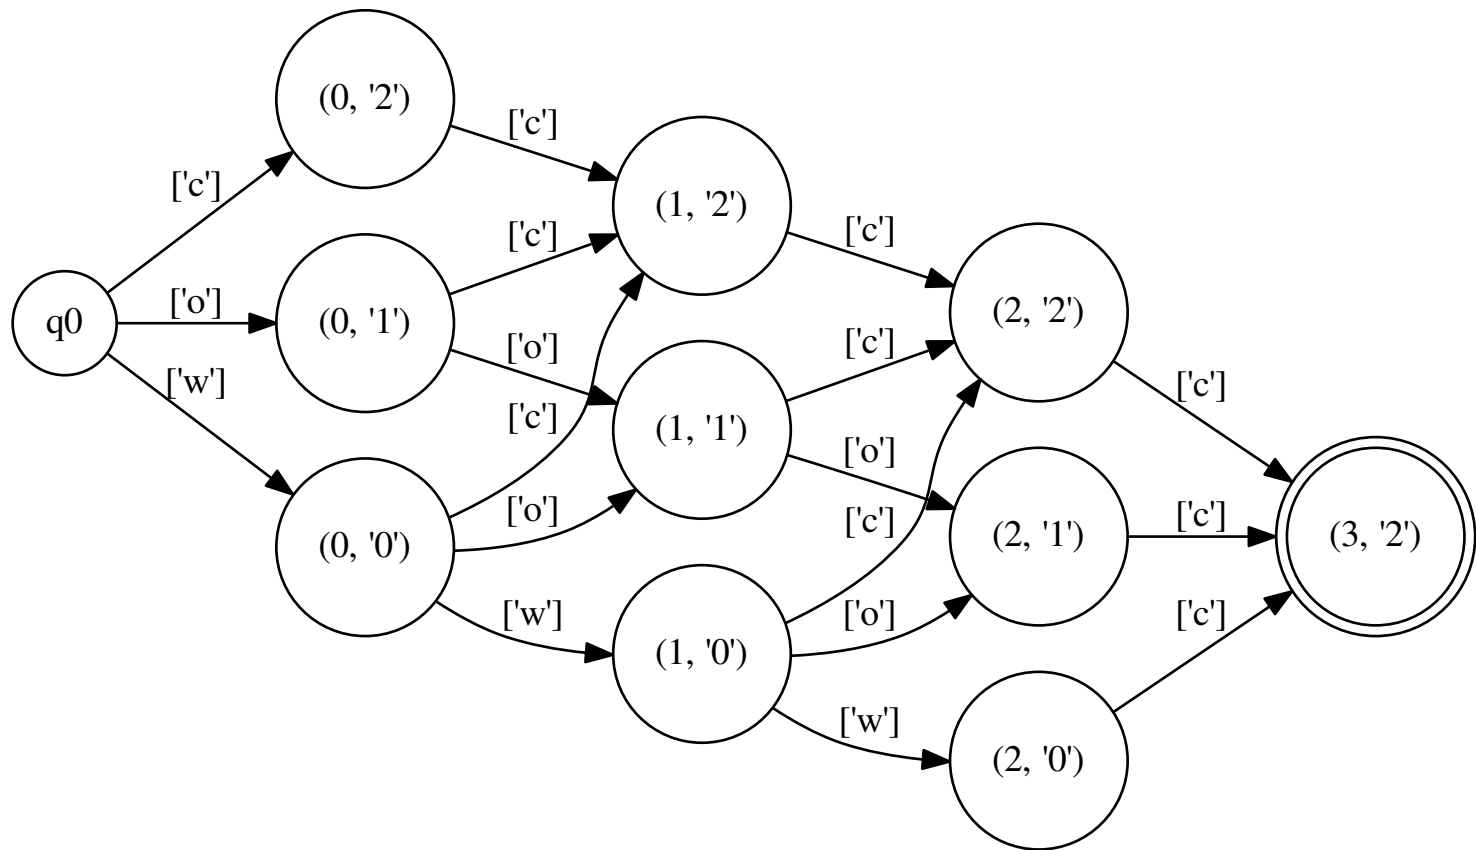 (0, '2')
['c']
['c']
(1, '2')
['c']
['c']
['c']
(2, '2')
q0
['o']
(0, '1')
['o']
['c']
['c']
['w']
['c']
(1, '1')
['o']
['c']
['o']
(0, '0')
['c']
(2, '1')
['c']
(3, '2')
['w']
['o']
['c']
(1, '0')
['w']
(2, '0')